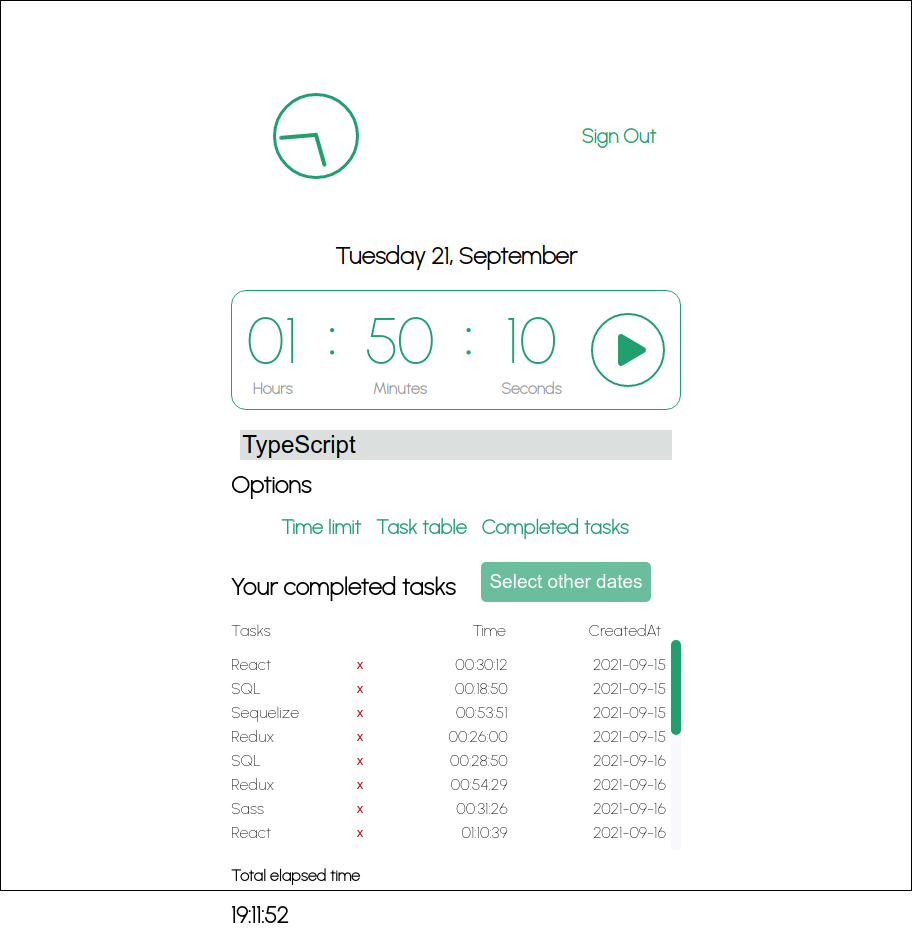 Sign Out
Tuesday 21, September
01 : 50 : 10
Hours Minutes Seconds
TypeScript
Options
Time limit Task table Completed tasks
Your completed tasks Select other dates
Tasks Time CreatedAt
React x 00:30:12 2021-09-15
SQL x 00:18:50 2021-09-15
Sequelize x 00:53:51 2021-09-15
Redux x 00:26:00 2021-09-15
SQL x 00:28:50 2021-09-16
Redux x 00:54:29 2021-09-16
Sass x 00:31:26 2021-09-16
React x 01:10:39 2021-09-16
Total elapsed time
19:11:52